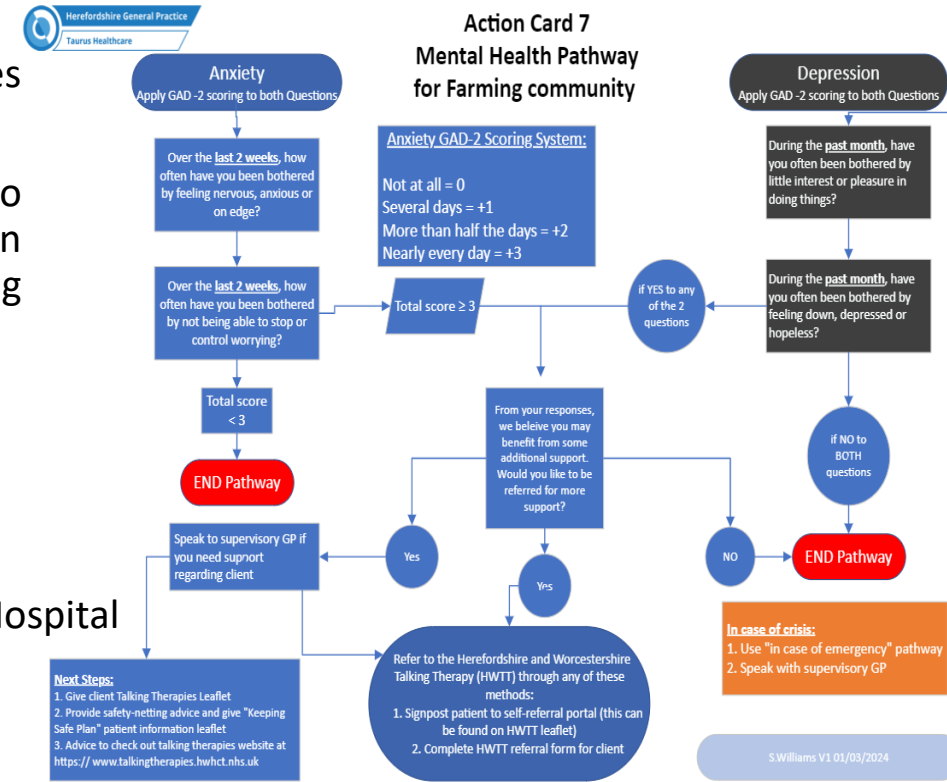 Herefordshire General Practice
Taurus Healthcare
Action Card 7
Mental Health Pathway
for Farming community
es
o
n
g
Hospital
Anxiety
Apply GAD -2 scoring to both Questions
Over the last 2 weeks, how
often have you been bothered
by feeling nervous, anxious or
on edge?
Over the last 2 weeks, how
often have you been bothered
by not being able to stop or
control worrying?
Total score
< 3
END Pathway
Anxiety GAD-2 Scoring System:
Not at all = 0
Several days = +1
More than half the days = +2
Nearly every day = +3
Total score ≥ 3
if YES to any
of the 2
questions
Depression
Apply GAD -2 scoring to both Questions
During the past month, have
you often been bothered by
little interest or pleasure in
doing things?
During the past month, have
you often been bothered by
feeling down, depressed or
hopeless?
if NO to
BOTH
questions
END Pathway
From your responses,
we beleive you may
benefit from some
additional support.
Would you like to be
referred for more
support?
Yes
Yes
NO
Speak to supervisory GP if
you need support
regarding client
Next Steps:
1. Give client Talking Therapies Leaflet
2. Provide safety-netting advice and give "Keeping
Safe Plan" patient information leaflet
3. Advice to check out talking therapies website at
https:// www.talkingtherapies.hwhct.nhs.uk
Refer to the Herefordshire and Worcestershire
Talking Therapy (HWTT) through any of these
methods:
1. Signpost patient to self-referral portal (this can
be found on HWTT leaflet)
2. Complete HWTT referral form for client
In case of crisis:
1. Use "in case of emergency" pathway
2. Speak with supervisory GP
S.Williams V1 01/03/2024